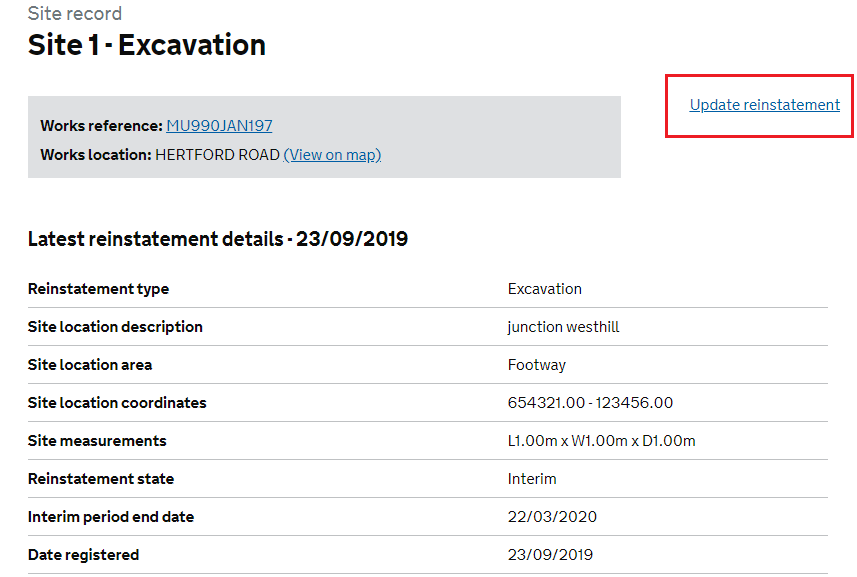 Site record
Site 1 - Excavation
Update reinstatement
Works reference: MU990JAN197
Works location: HERTFORD ROAD (View on map)
Latest reinstatement details - 23/09/2019
Reinstatement type Excavation
Site location description junction westhill
Site location area Footway
Site location coordinates 654321.00 - 123456.00
Site measurements L1.00m x W1.00m x D1.00m
Reinstatement state Interim
Interim period end date 22/03/2020
Date registered 23/09/2019